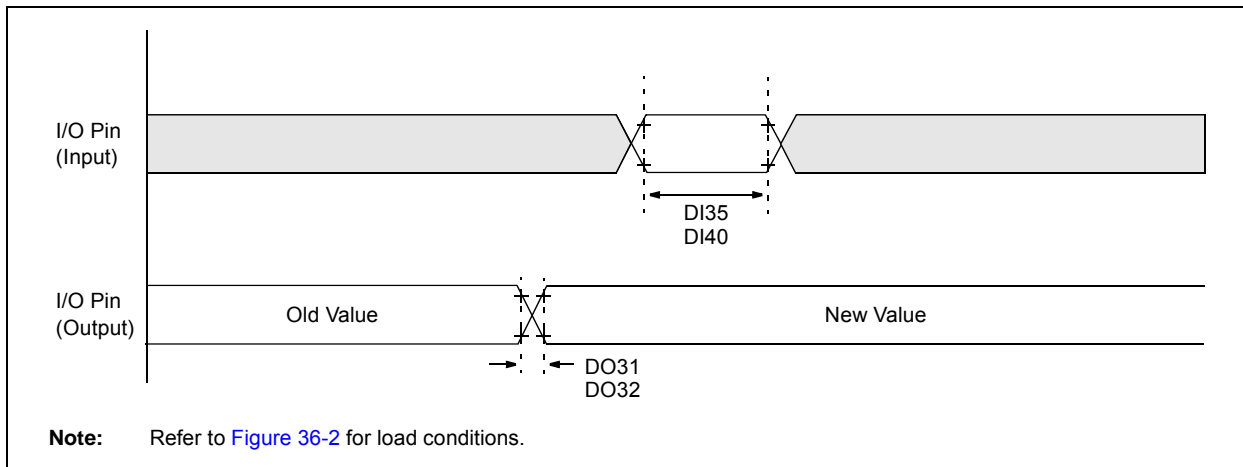 I/O Pin
(Input)
DI35
DI40
I/O Pin
(Output)
Old Value
New Value
DO31
DO32
Note: Refer to Figure 36-2 for load conditions.